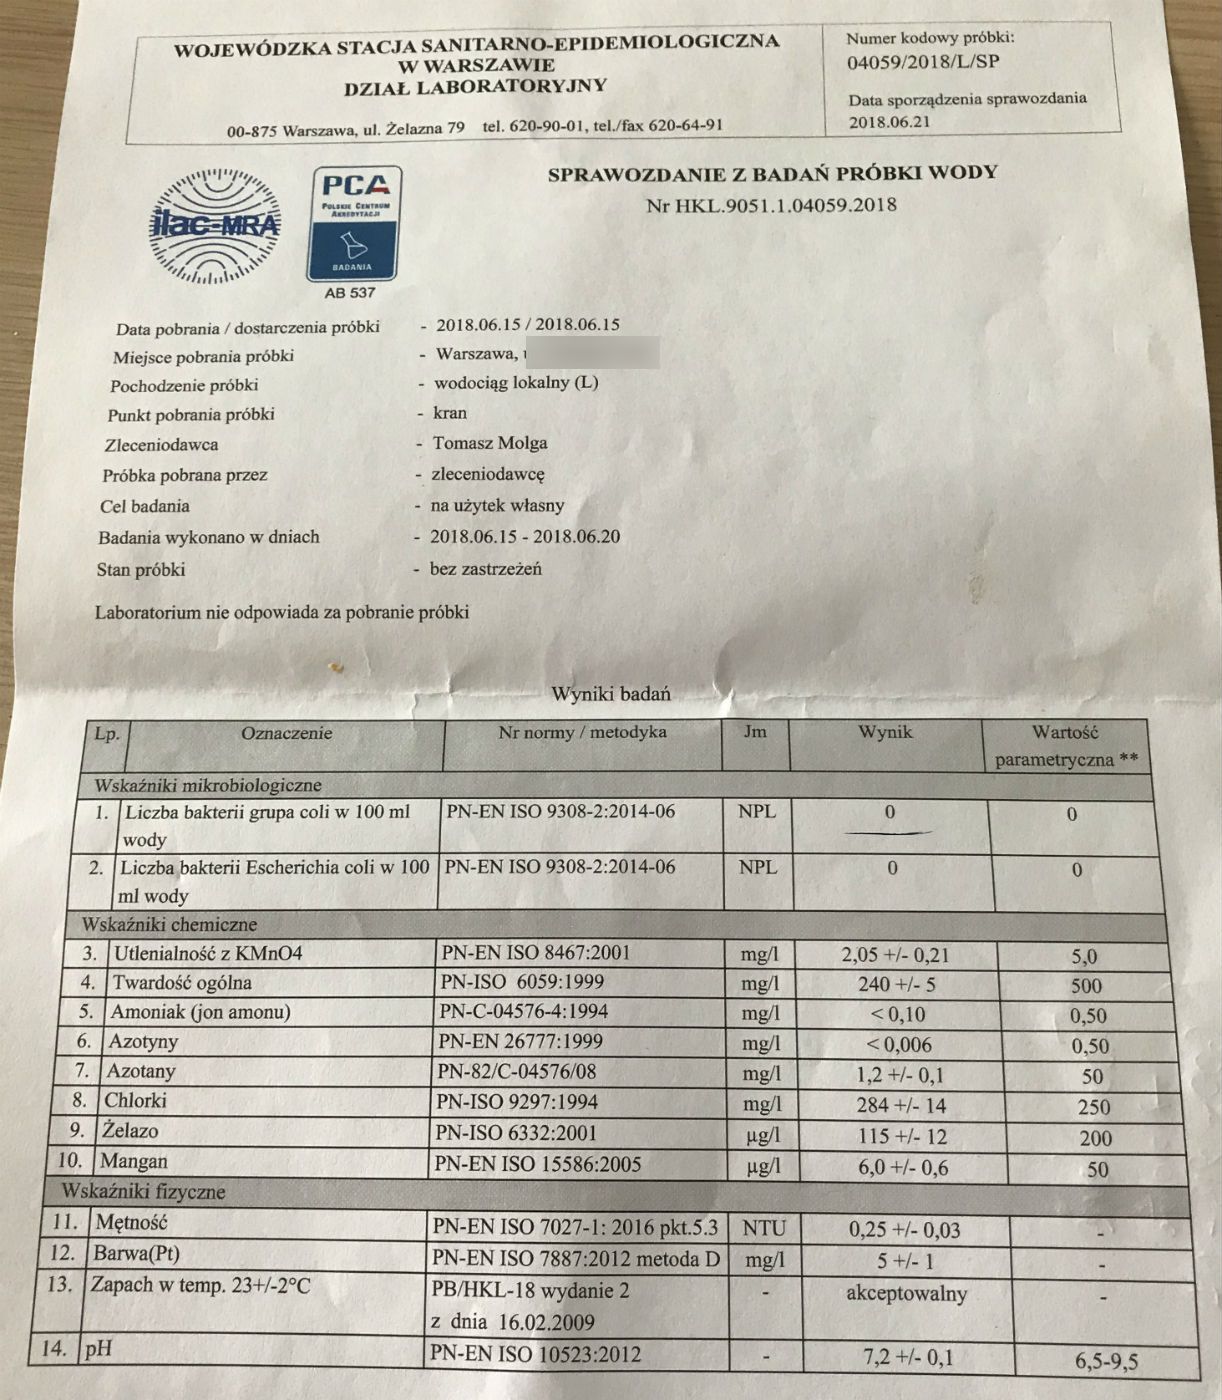 WOJEWÓDZKA STACJA SANITARNO-EPIDEMIOLOGICZNA
W WARSZAWIE
DZIAŁ LABORATORYJNY
00-875 Warszawa, ul. Żelazna 79 tel. 620-90-01, tel./fax 620-64-91
Numer kodowy próbki:
04059/2018/L/SP
Data sporządzenia sprawozdania
2018.06.21
ilac-MRA
PCA
POLSKIE CENTRUM
AKREDYTACJI
BADANIA
AB 537
SPRAWOZDANIE Z BADAŃ PRÓBKI WODY
Nr HKL.9051.1.04059.2018
Data pobrania / dostarczenia próbki - 2018.06.15 / 2018.06.15
Miejsce pobrania próbki - Warszawa,
Pochodzenie próbki - wodociąg lokalny (L)
Punkt pobrania próbki - kran
Zleceniodawca - Tomasz Molga
Próbka pobrana przez - zleceniodawcę
Cel badania - na użytek własny
Badania wykonano w dniach - 2018.06.15 - 2018.06.20
Stan próbki - bez zastrzeżeń
Laboratorium nie odpowiada za pobranie próbki
Wyniki badań
Lp. Oznaczenie Nr normy / metodyka Jm Wynik Wartość
parametryczna **
Wskaźniki mikrobiologiczne
1. Liczba bakterii grupa coli w 100 ml PN-EN ISO 9308-2:2014-06 NPL 0 0
wody
2. Liczba bakterii Escherichia coli w 100 PN-EN ISO 9308-2:2014-06 NPL 0 0
ml wody
Wskaźniki chemiczne
3. Utlenialność z KMnO4 PN-EN ISO 8467:2001 mg/l 2,05 +/- 0,21 5,0
4. Twardość ogólna PN-ISO 6059:1999 mg/l 240 +/- 5 500
5. Amoniak (jon amonu) PN-C-04576-4:1994 mg/l < 0,10 0,50
6. Azotyny PN-EN 26777:1999 mg/l < 0,006 0,50
7. Azotany PN-82/C-04576/08 mg/l 1,2 +/- 0,1 50
8. Chlorki PN-ISO 9297:1994 mg/l 284 +/- 14 250
9. Żelazo PN-ISO 6332:2001 µg/l 115 +/- 12 200
10. Mangan PN-EN ISO 15586:2005 µg/l 6,0 +/- 0,6 50
Wskaźniki fizyczne
11. Mętność PN-EN ISO 7027-1: 2016 pkt.5.3 NTU 0,25 +/- 0,03 -
12. Barwa(Pt) PN-EN ISO 7887:2012 metoda D mg/l 5 +/- 1 -
13. Zapach w temp. 23+/-2°C PB/HKL-18 wydanie 2 - akceptowalny -
z dnia 16.02.2009
14. pH PN-EN ISO 10523:2012 - 7,2 +/- 0,1 6,5-9,5